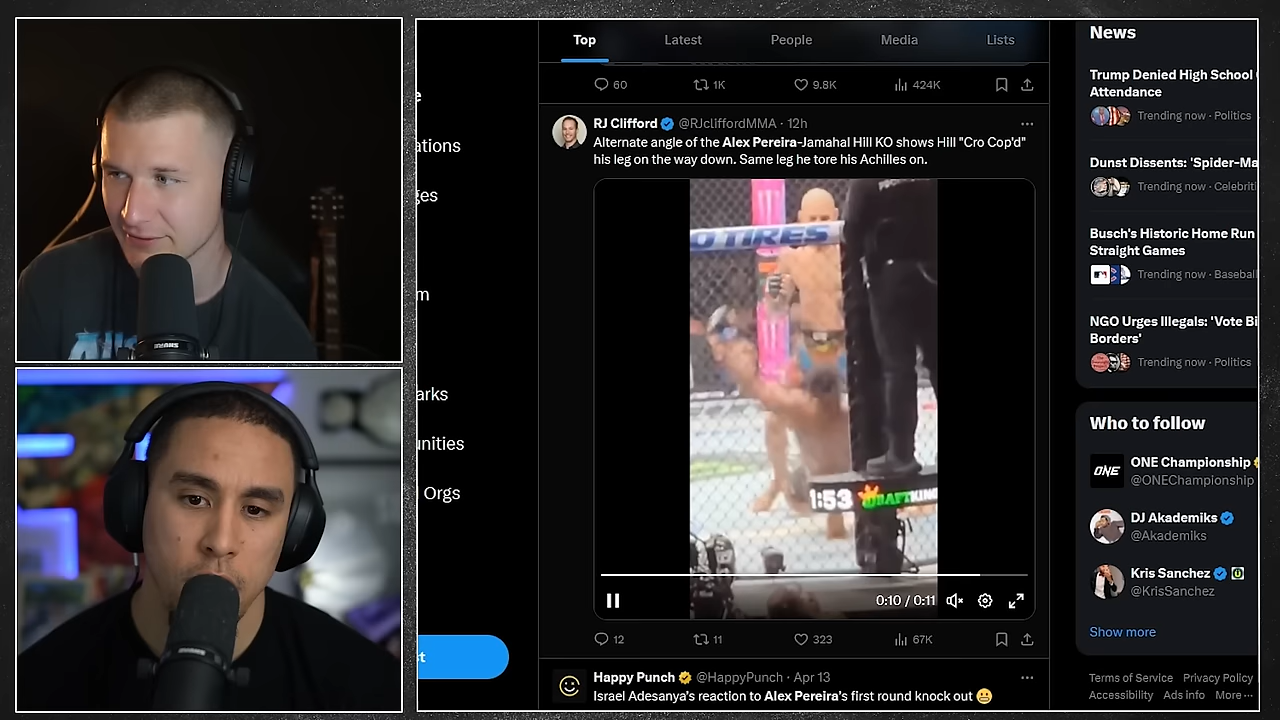 Top
Latest
People
Media
Lists
60
1K
9.8K
424K
RJ Clifford @RJcliffordMMA · 12h
Alternate angle of the Alex Pereira-Jamahal Hill KO shows Hill "Cro Cop'd"
his leg on the way down. Same leg he tore his Achilles on.
O TIRES
1:53 DRAFTKING
0:10 / 0:11
12
11
323
67K
Happy Punch @HappyPunch · Apr 13
Israel Adesanya's reaction to Alex Pereira's first round knock out 😬
e
ations
ges
m
arks
unities
Orgs
t
News
Trump Denied High School
Attendance
Trending now · Politics
Dunst Dissents: 'Spider-Ma
Trending now · Celebriti
Busch's Historic Home Run
Straight Games
Trending now · Baseball
NGO Urges Illegals: 'Vote Bi
Borders'
Trending now · Politics
Who to follow
ONE
ONE Championship
@ONEChampionship
DJ Akademiks
@Akademiks
Kris Sanchez
@KrisSanchez
Show more
Terms of Service Privacy Policy
Accessibility Ads info More ···